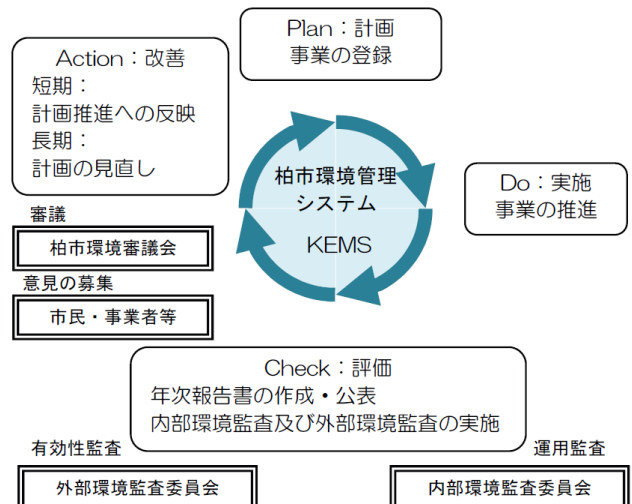 Plan：計画
事業の登録
Action：改善
短期：
計画推進への反映
長期：
計画の見直し
柏市環境管理
システム
KEMS
Do：実施
事業の推進
審議
柏市環境審議会
意見の募集
市民・事業者等
Check：評価
年次報告書の作成・公表
内部環境監査及び外部環境監査の実施
有効性監査
外部環境監査委員会
運用監査
内部環境監査委員会